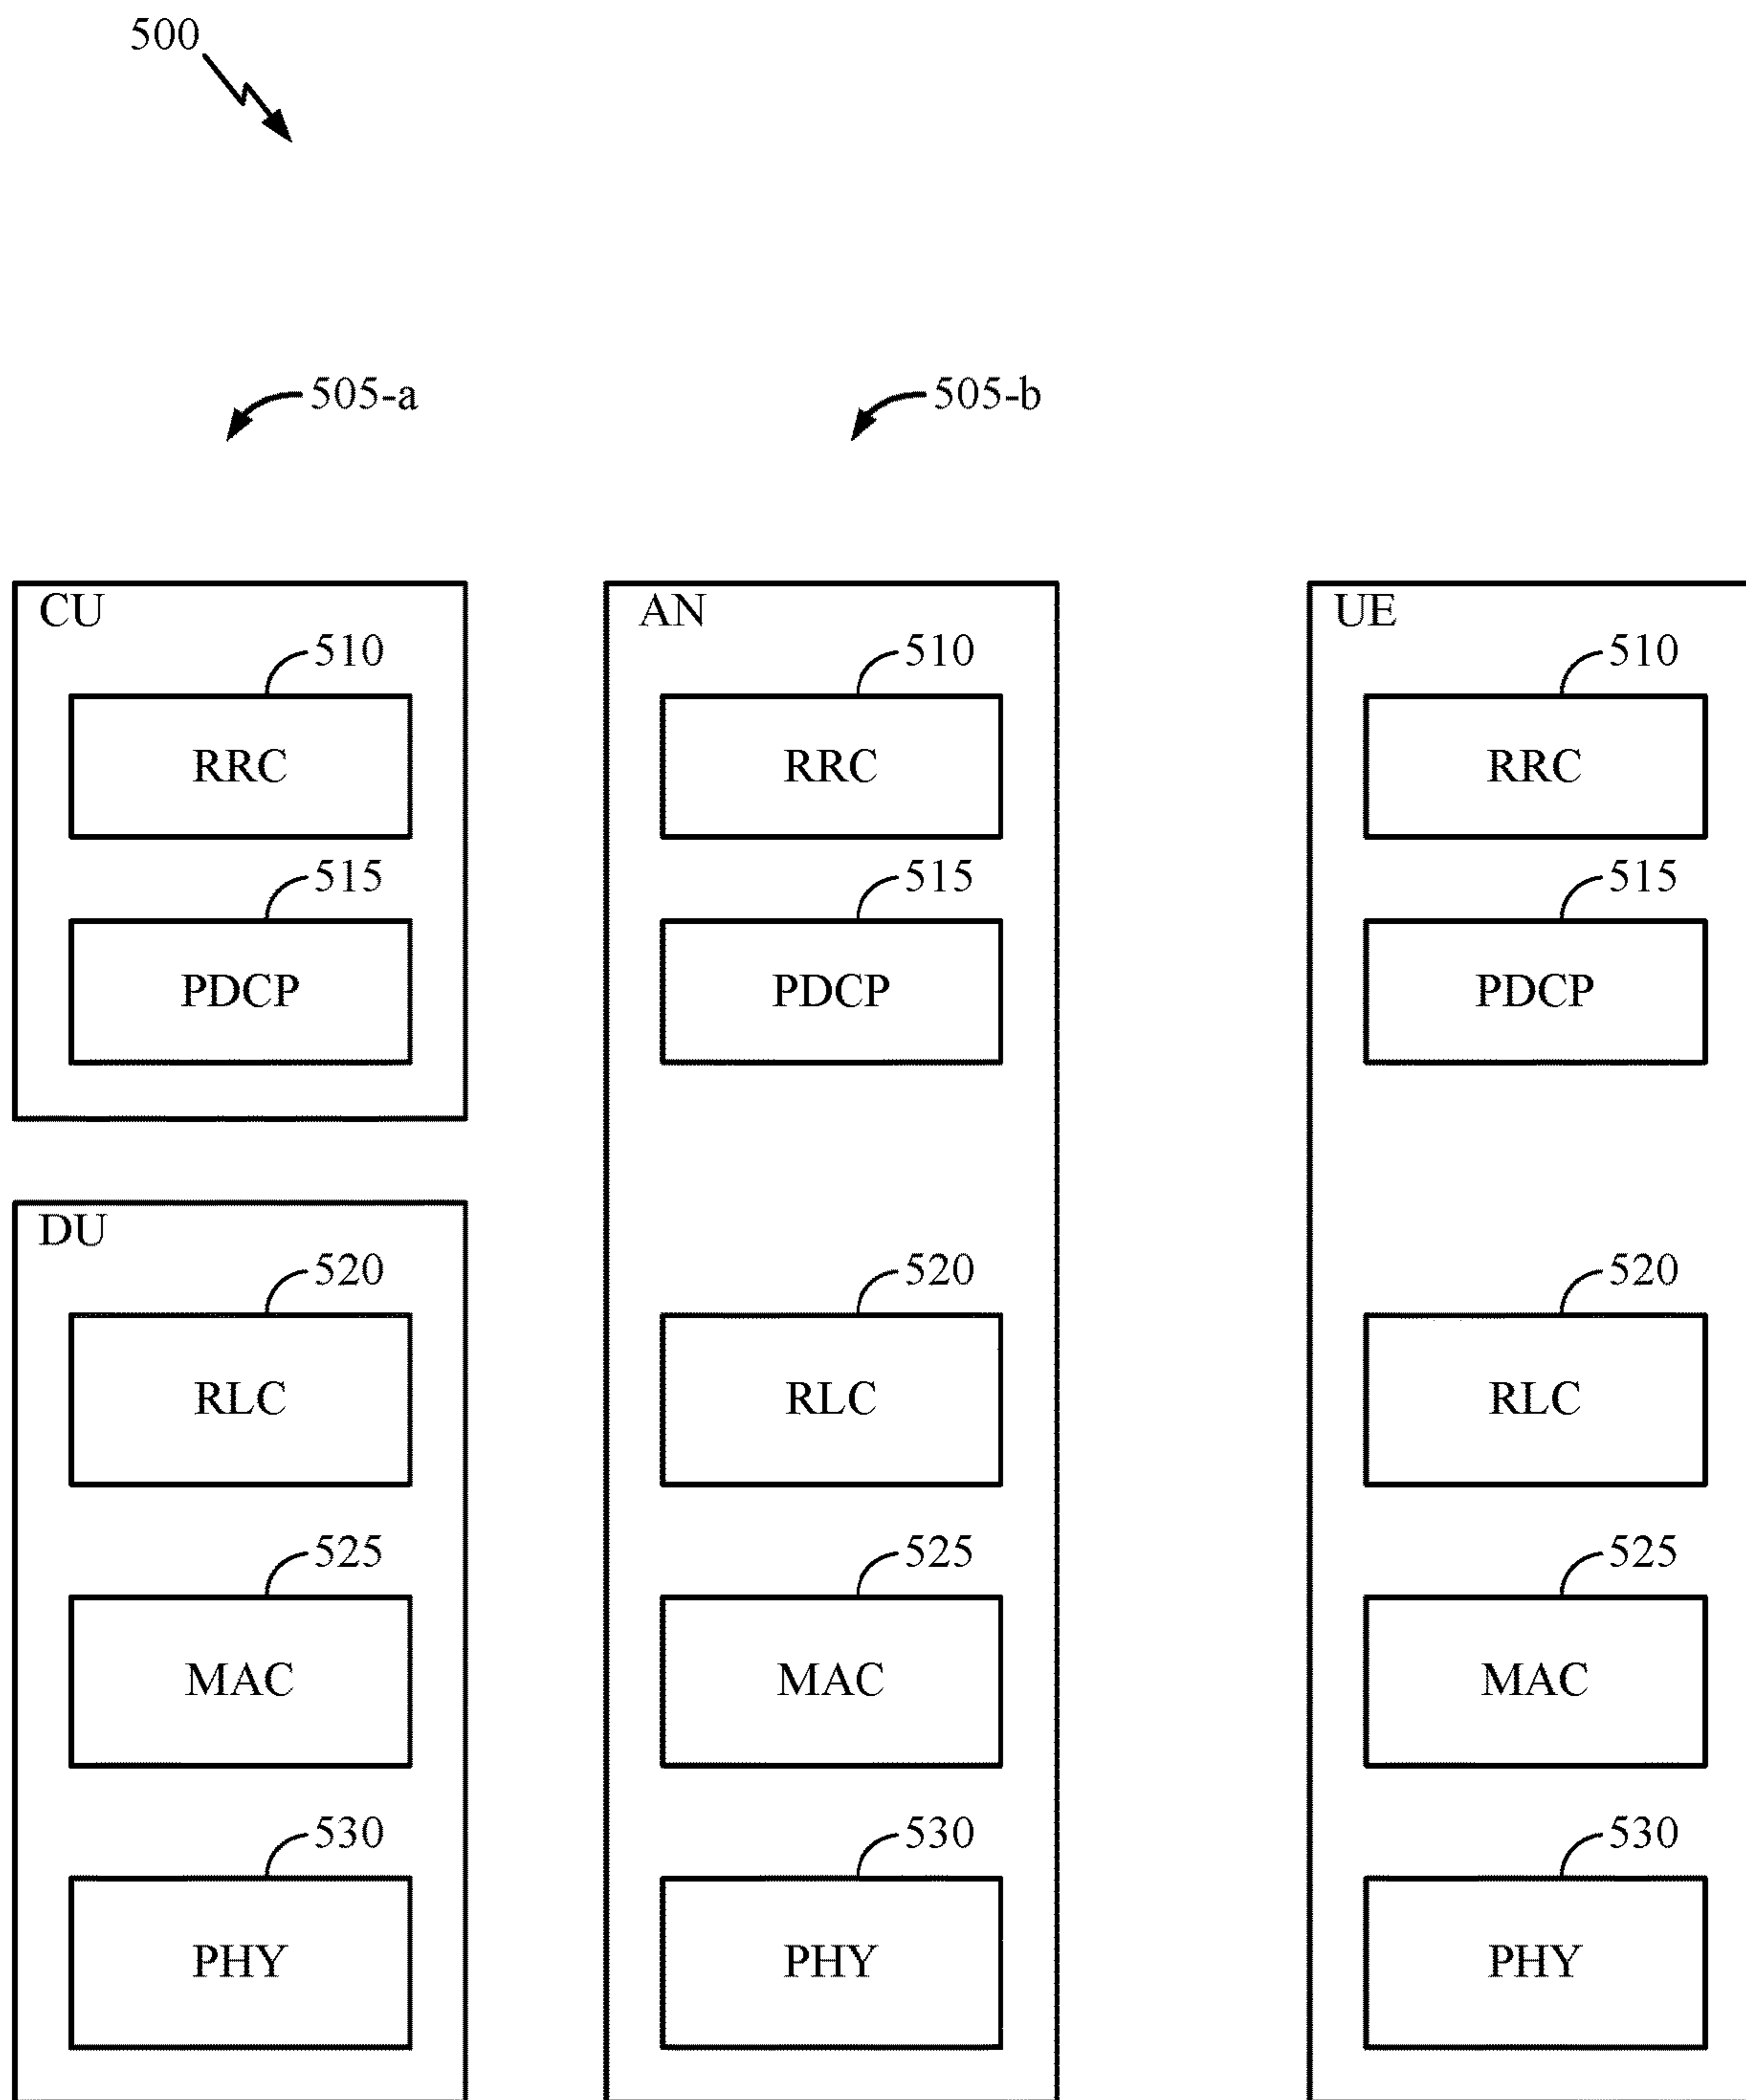 500
505-a 505-b
CU AN UE
510 510 510
RRC RRC RRC
515 515 515
PDCP PDCP PDCP
DU
520 520 520
RLC RLC RLC
525 525 525
MAC MAC MAC
530 530 530
PHY PHY PHY